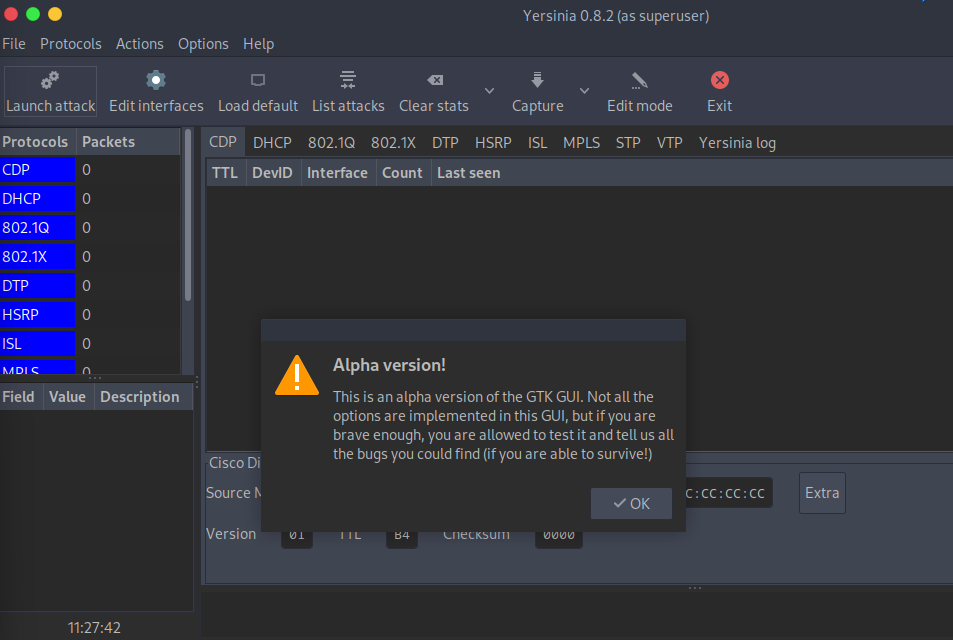 Yersinia 0.8.2 (as superuser)
File Protocols Actions Options Help
Launch attack Edit interfaces Load default List attacks Clear stats Capture Edit mode Exit
Protocols Packets
CDP 0
DHCP 0
802.1Q 0
802.1X 0
DTP 0
HSRP 0
ISL 0
MPLS 0
Field Value Description
11:27:42
CDP DHCP 802.1Q 802.1X DTP HSRP ISL MPLS STP VTP Yersinia log
TTL DevID Interface Count Last seen
Alpha version!
This is an alpha version of the GTK GUI. Not all the
options are implemented in this GUI, but if you are
brave enough, you are allowed to test it and tell us all
the bugs you could find (if you are able to survive!)
OK
Cisco Di
Source M C:CC:CC:CC Extra
Version 01 TTL B4 Checksum 0000